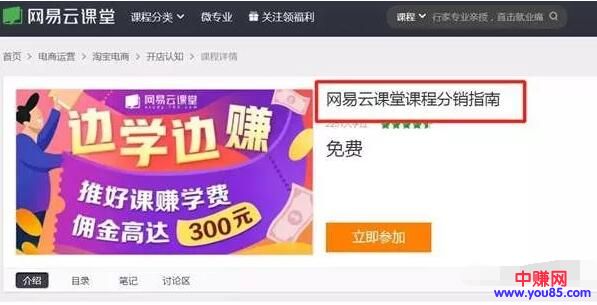 网易云课堂 课程分类 微专业 关注领福利 课程 行家专业亲授，直击就业痛
首页 > 电商运营 > 淘宝电商 > 开店认知 > 课程详情
网易云课堂
study.163.com
边学边赚
推好课赚学费
佣金高达 300元
网易云课堂课程分销指南
免费
立即参加
介绍 目录 笔记 讨论区
中赚网
www.you85.com